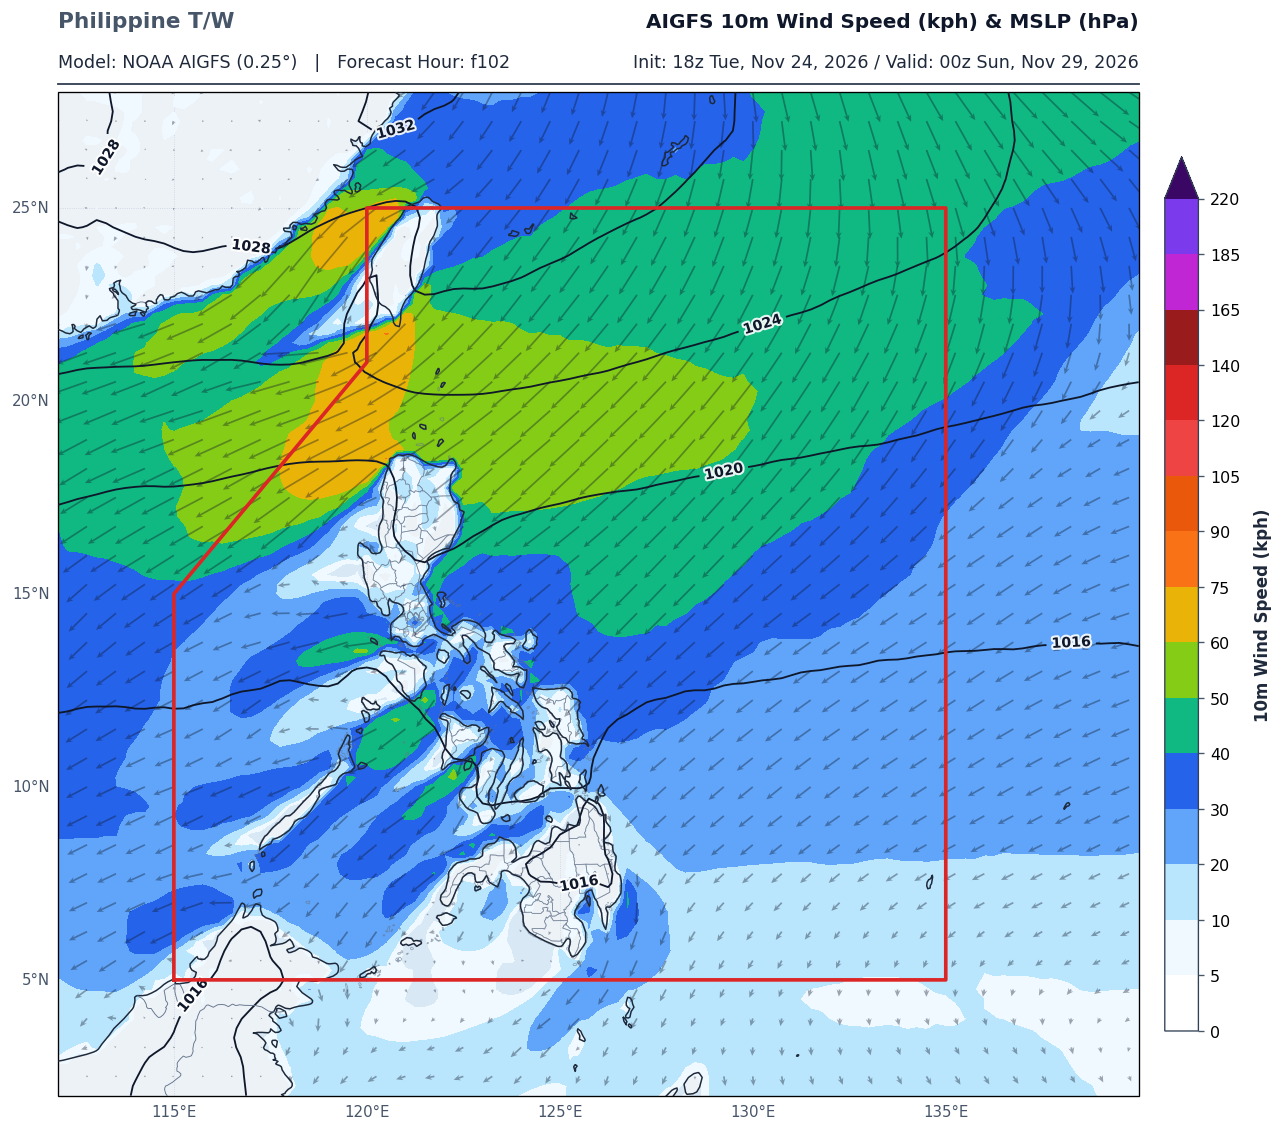 Philippine T/W
AIGFS 10m Wind Speed (kph) & MSLP (hPa)
Model: NOAA AIGFS (0.25°) | Forecast Hour: f102
Init: 18z Tue, Nov 24, 2026 / Valid: 00z Sun, Nov 29, 2026
1032
1028
1028
1024
1020
1016
1016
1016
25°N
20°N
15°N
10°N
5°N
115°E
120°E
125°E
130°E
135°E
220
185
165
140
120
105
90
75
60
50
40
30
20
10
5
0
10m Wind Speed (kph)